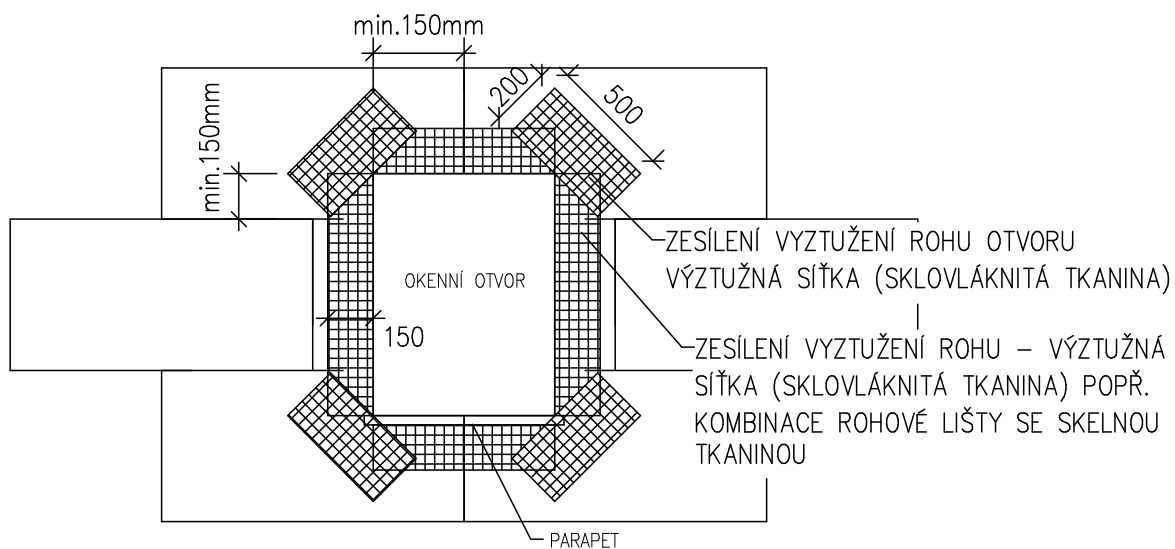 min.150mm
200
500
min.150mm
OKENNÍ OTVOR
150
ZESÍLENÍ VYZTUŽENÍ ROHU OTVORU
VÝZTUŽNÁ SÍŤKA (SKLOVLÁKNITÁ TKANINA)
ZESÍLENÍ VYZTUŽENÍ ROHU – VÝZTUŽNÁ
SÍŤKA (SKLOVLÁKNITÁ TKANINA) POPŘ.
KOMBINACE ROHOVÉ LIŠTY SE SKELNOU
TKANINOU
PARAPET